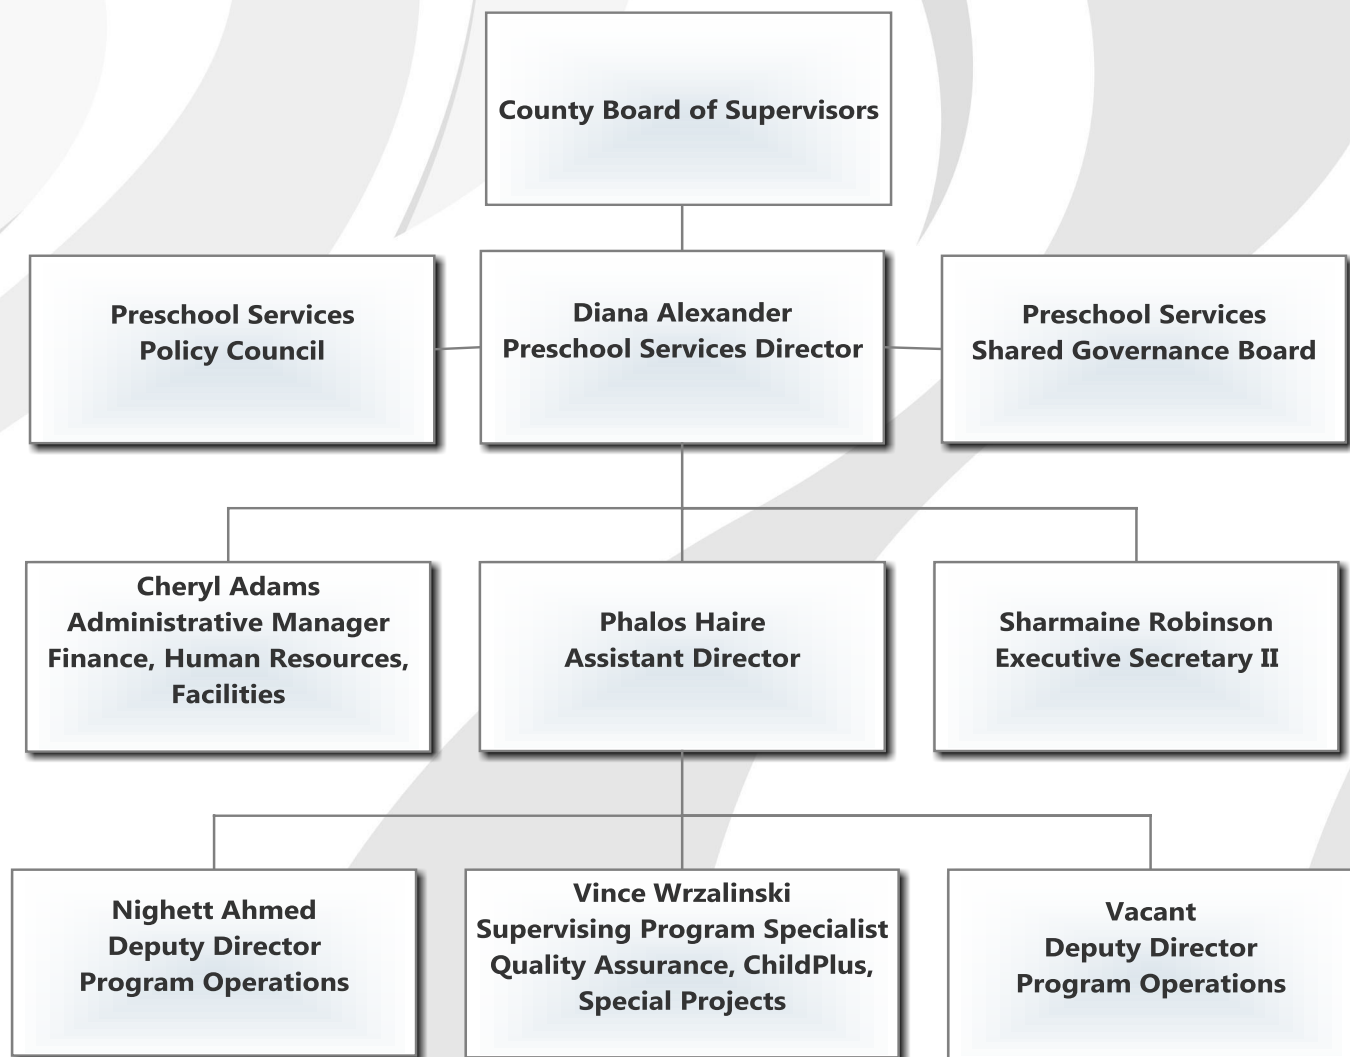 County Board of Supervisors
Preschool Services
Policy Council
Diana Alexander
Preschool Services Director
Preschool Services
Shared Governance Board
Cheryl Adams
Administrative Manager
Finance, Human Resources,
Facilities
Phalos Haire
Assistant Director
Sharmaine Robinson
Executive Secretary II
Nighett Ahmed
Deputy Director
Program Operations
Vince Wrzalinski
Supervising Program Specialist
Quality Assurance, ChildPlus,
Special Projects
Vacant
Deputy Director
Program Operations